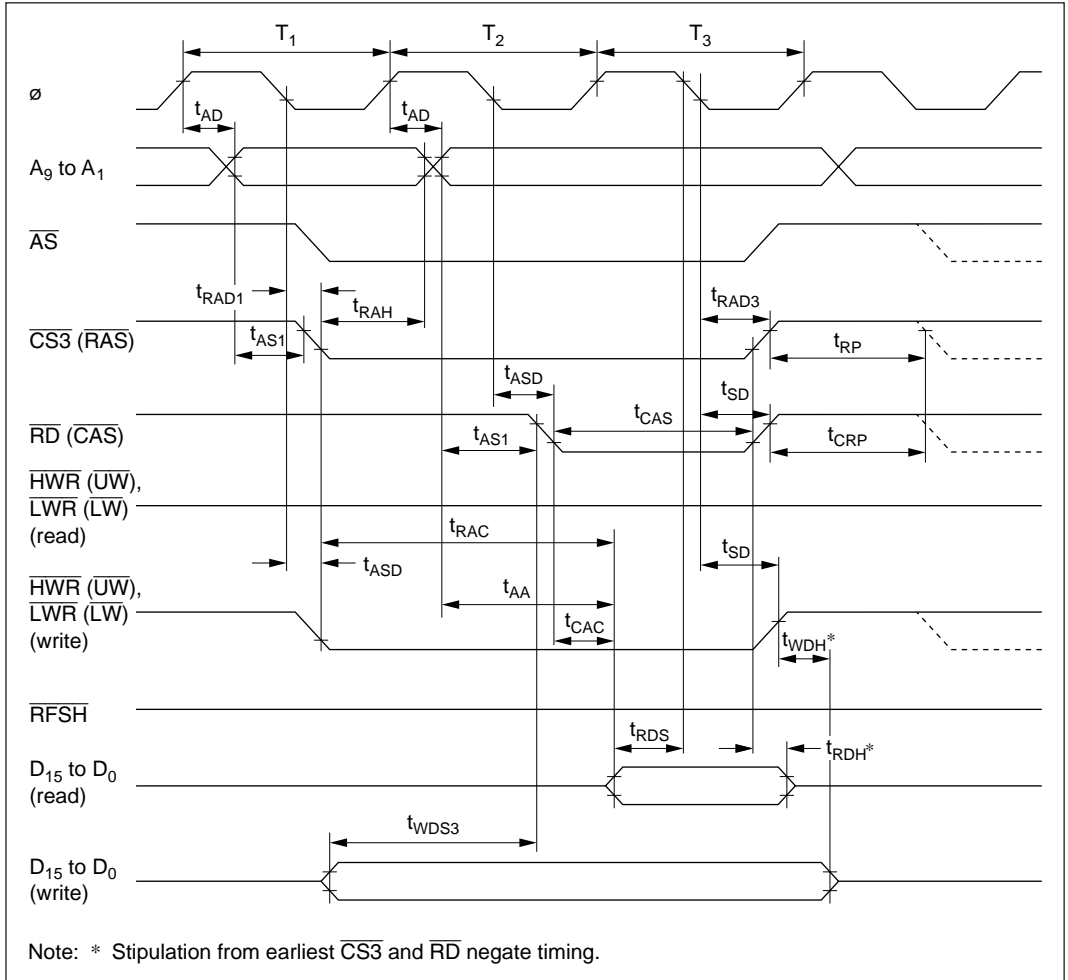 T1 T2 T3
ø
tAD tAD
A9 to A1
AS
tRAD1 tRAH tRAD3
CS3 (RAS)
tAS1 tRP
tASD tSD
RD (CAS)
tCAS
tAS1 tCRP
HWR (UW),
LWR (LW)
(read)
tRAC
tASD tSD
HWR (UW),
LWR (LW)
(write)
tAA
tCAC
tWDH*
RFSH
tRDS tRDH*
D15 to D0
(read)
tWDS3
D15 to D0
(write)
Note: * Stipulation from earliest CS3 and RD negate timing.